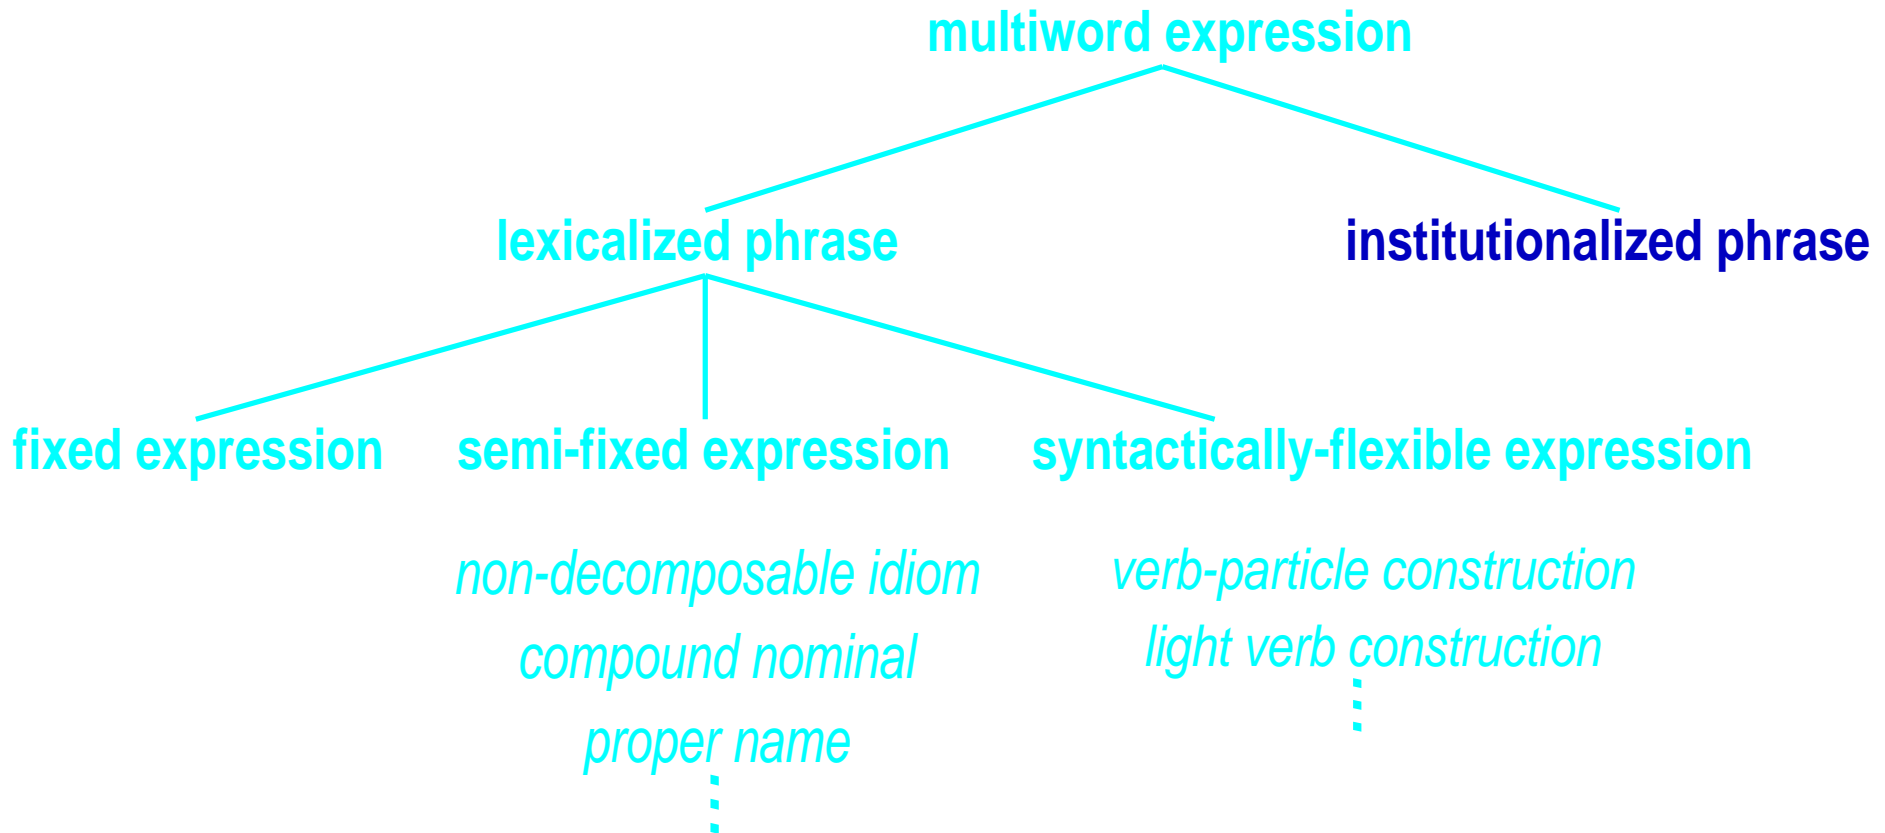 multiword expression
lexicalized phrase institutionalized phrase
fixed expression semi-fixed expression syntactically-flexible expression
non-decomposable idiom verb-particle construction
compound nominal light verb construction
proper name